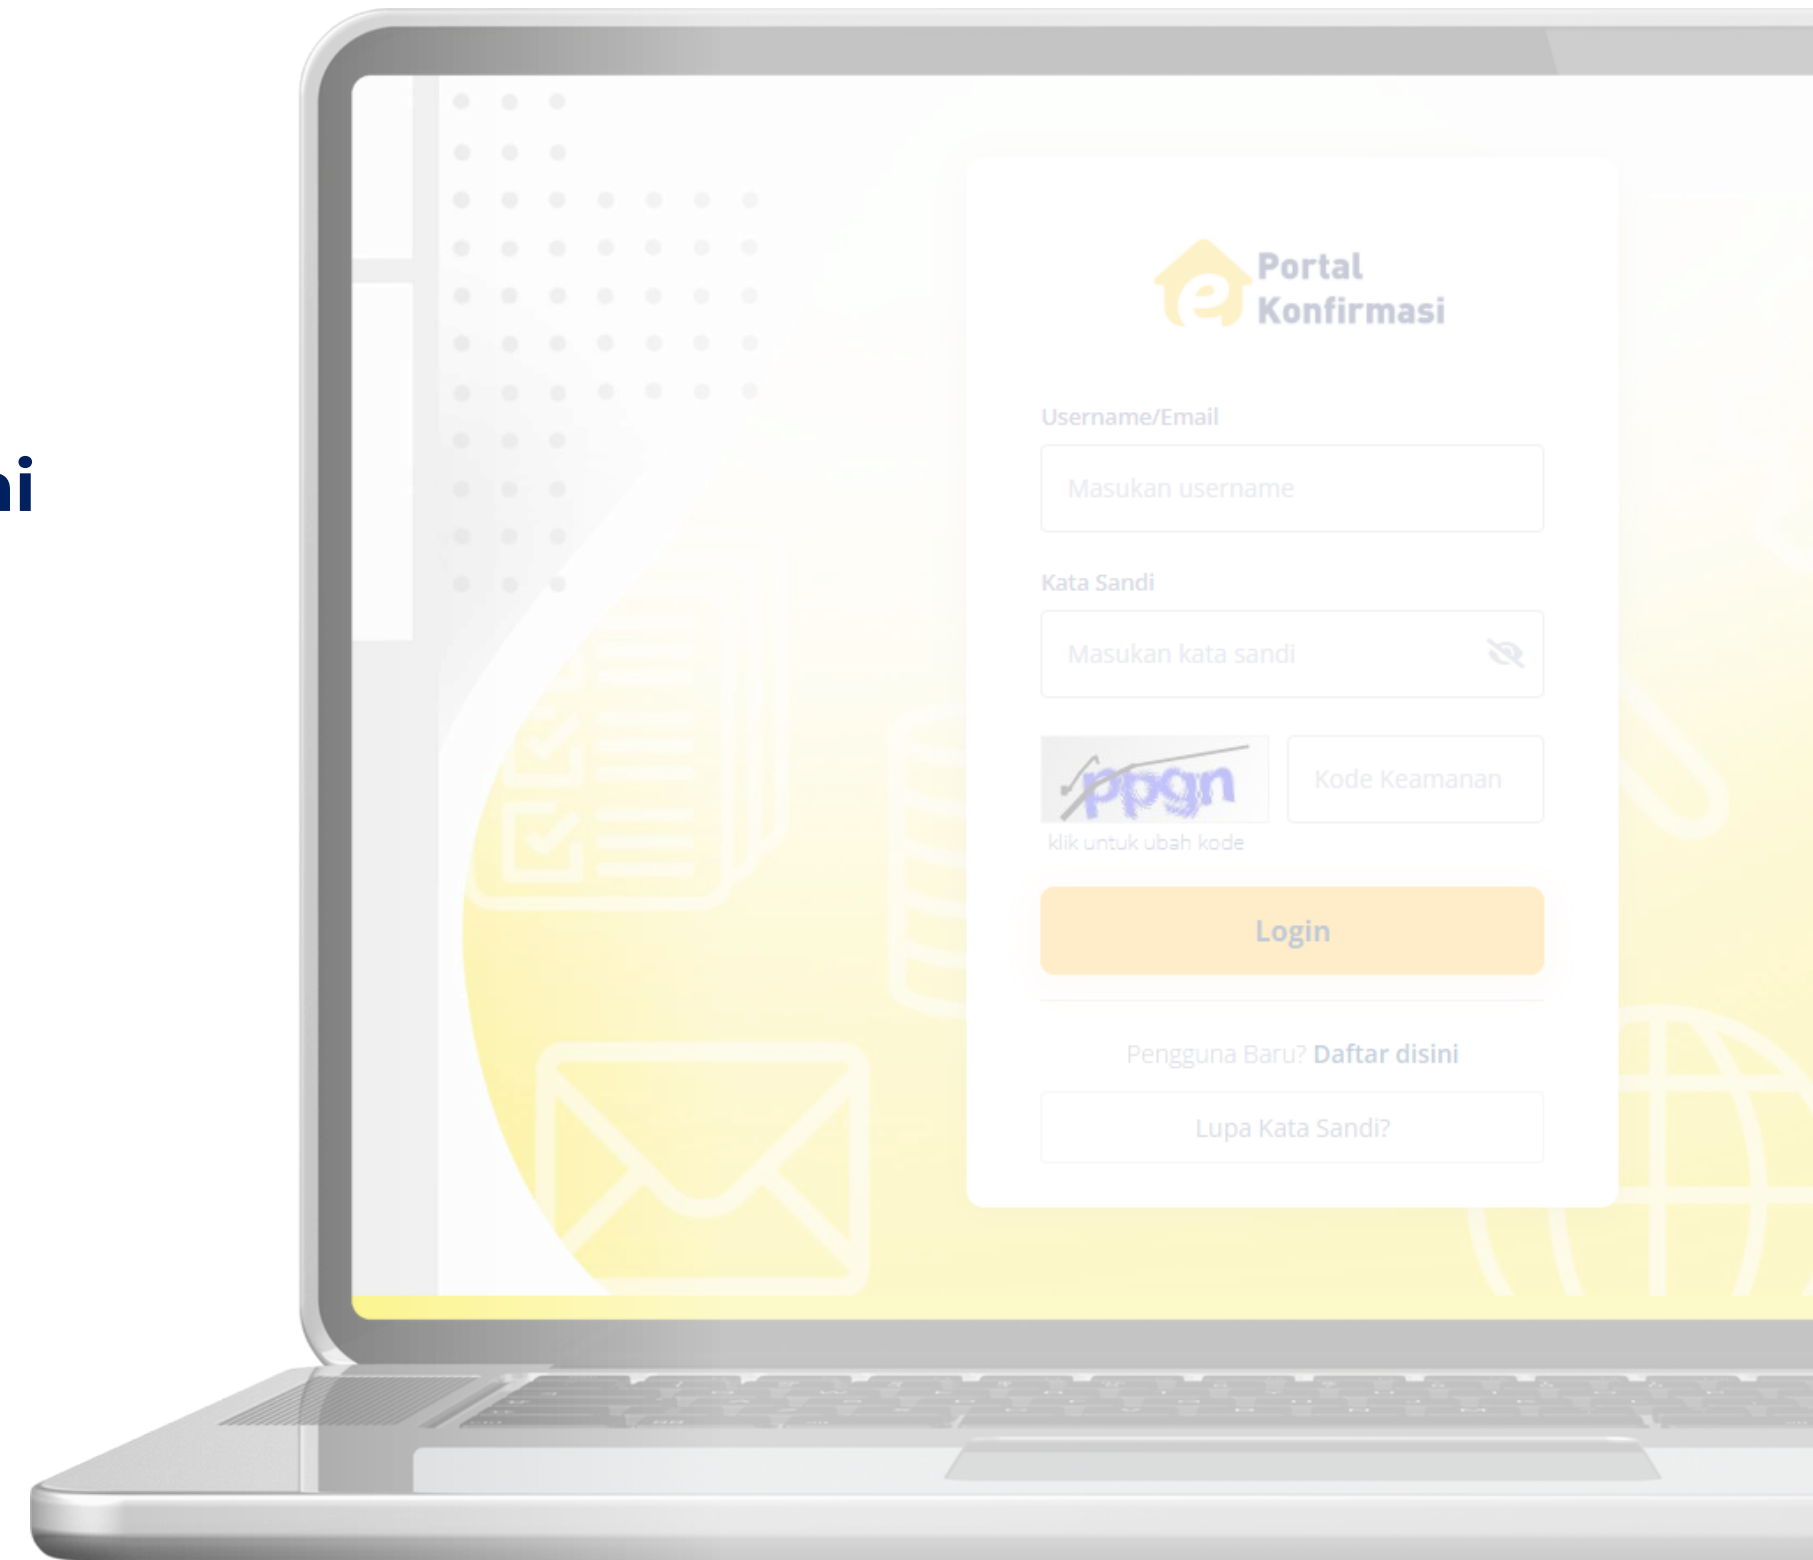 Portal
Konfirmasi
Username/Email
Masukan username
ni
Kata Sandi
Masukan kata sandi
ppgn
Kode Keamanan
klik untuk ubah kode
Login
Pengguna Baru? Daftar disini
Lupa Kata Sandi?